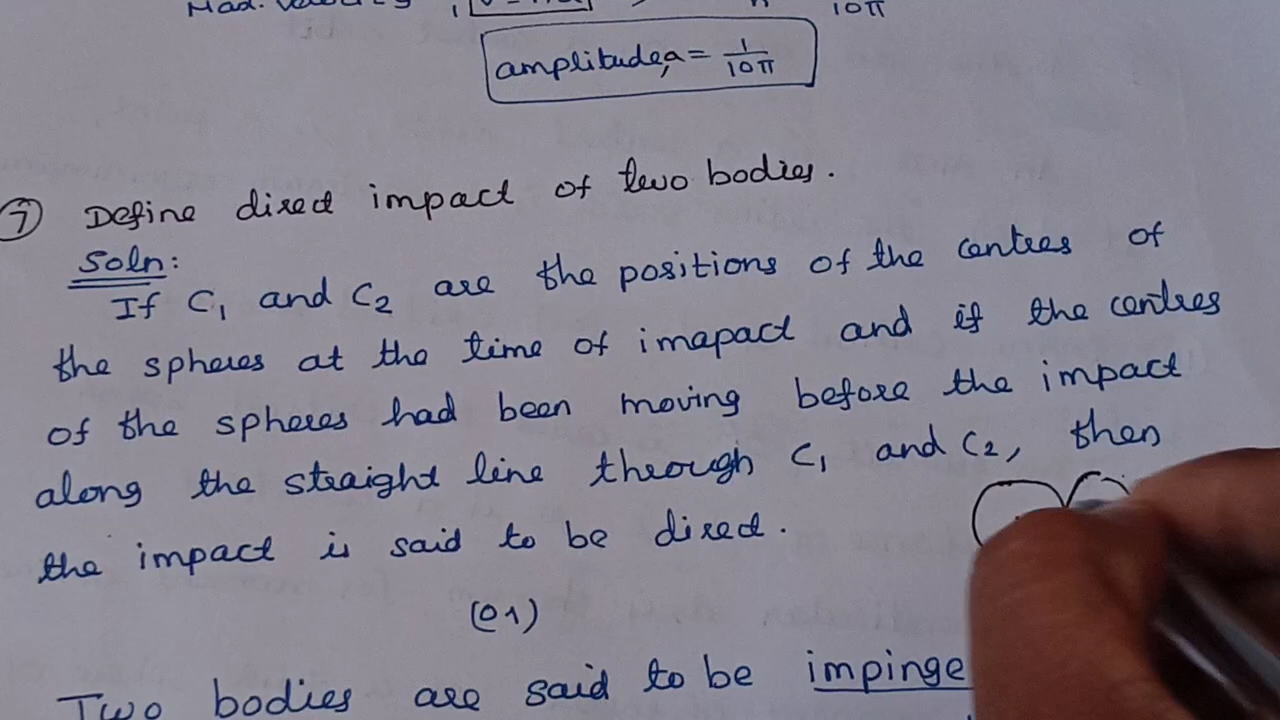 10π
amplitude, a = 1/10π
7 Define direct impact of two bodies.
Soln:
If C₁ and C₂ are the positions of the centres of
the spheres at the time of imapact and if the centres
of the spheres had been moving before the impact
along the straight line through C₁ and C₂, then
the impact is said to be direct.
(or)
Two bodies are said to be impinge